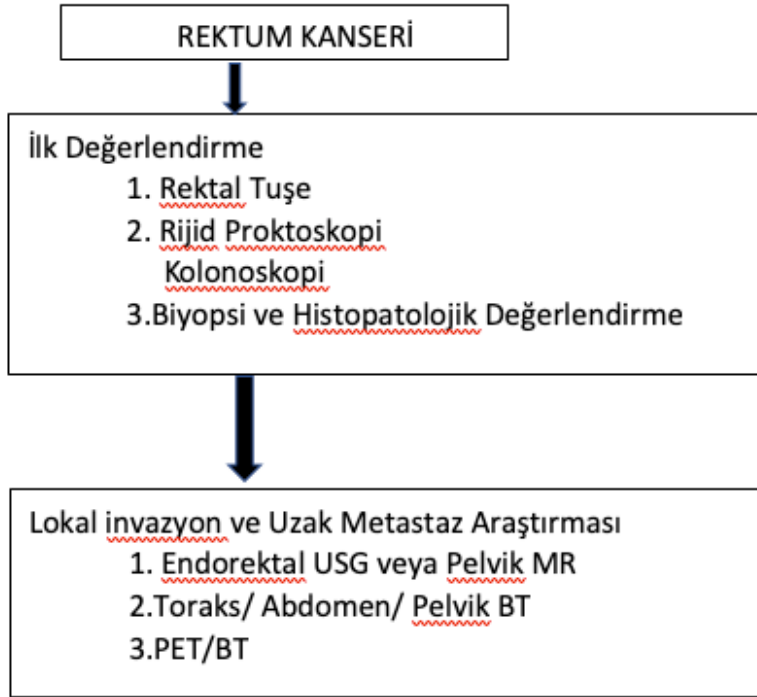 REKTUM KANSERİ
İlk Değerlendirme
1. Rektal Tuşe
2. Rijid Proktoskopi
Kolonoskopi
3.Biyopsi ve Histopatolojik Değerlendirme
Lokal invazyon ve Uzak Metastaz Araştırması
1. Endorektal USG veya Pelvik MR
2.Toraks/ Abdomen/ Pelvik BT
3.PET/BT